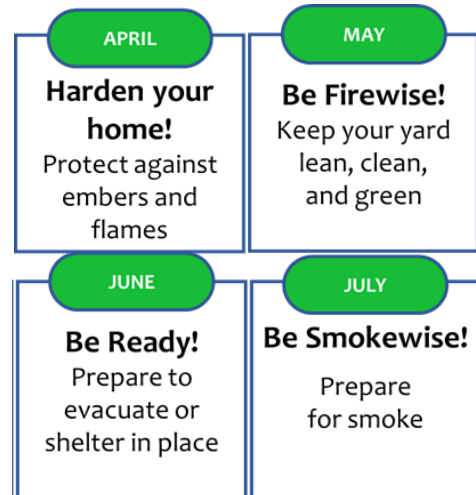 APRIL
Harden your
home!
Protect against
embers and
flames
MAY
Be Firewise!
Keep your yard
lean, clean,
and green
JUNE
Be Ready!
Prepare to
evacuate or
shelter in place
JULY
Be Smokewise!
Prepare
for smoke